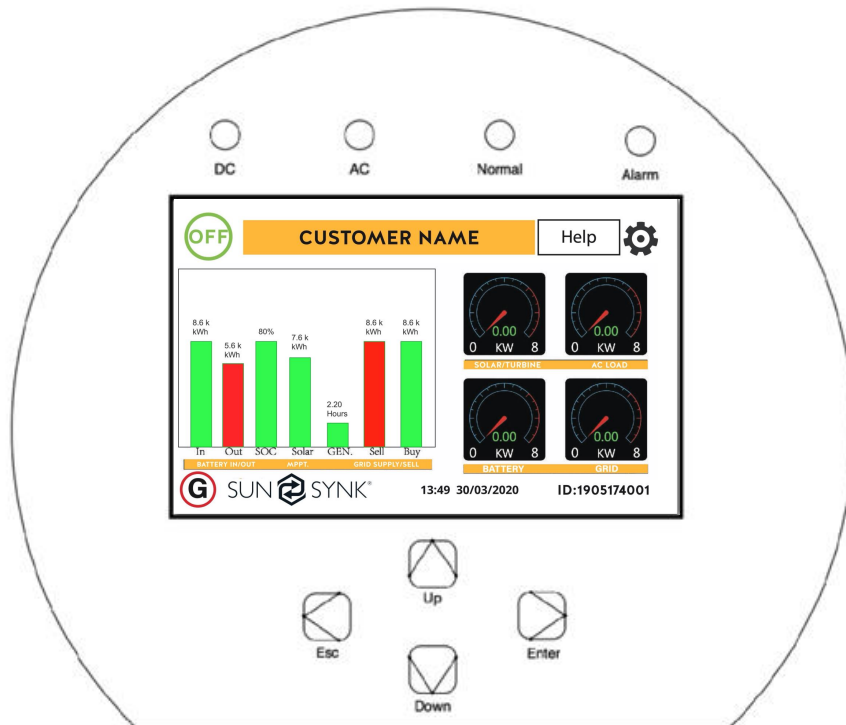 DC AC Normal Alarm
OFF CUSTOMER NAME Help
8.6 k
kWh
5.6 k
kWh
80%
7.6 k
kWh
2.20
Hours
8.6 k
kWh
8.6 k
kWh
In Out SOC Solar GEN. Sell Buy
BATTERY IN/OUT MPPT. GRID SUPPLY/SELL
0.00
0 KW 8
SOLAR/TURBINE
0.00
0 KW 8
AC LOAD
0.00
0 KW 8
BATTERY
0.00
0 KW 8
GRID
G SUN SYNK® 13:49 30/03/2020 ID:1905174001
Up
Esc
Enter
Down